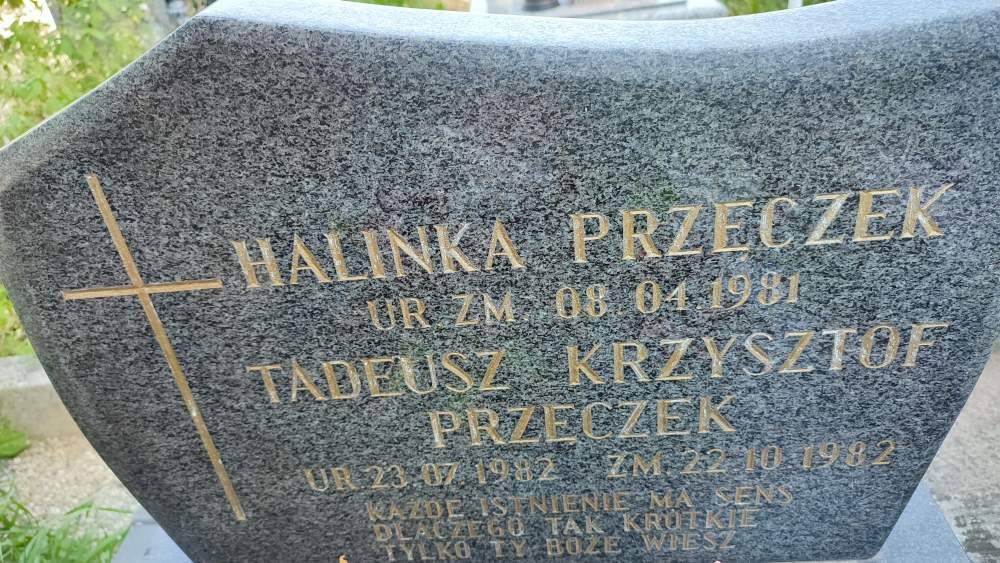 HALINKA PRZĘCZEK
UR. ZM. 08.04.1981
TADEUSZ KRZYSZTOF
PRZECZEK
UR 23.07 1982 ZM. 22 10 1982
KAŻDE ISTNIENIE MA SENS
DLACZEGO TAK KRÓTKIE
TYLKO TY BOŻE WIESZ